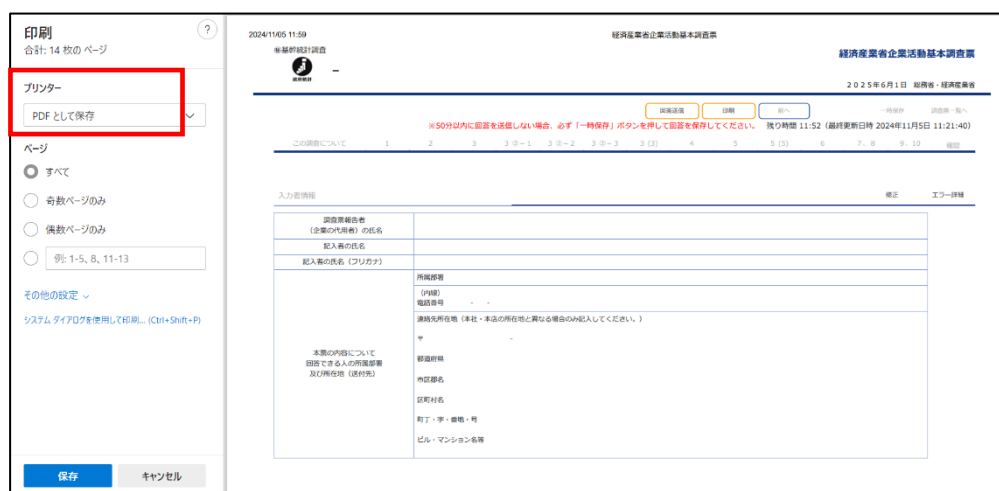 印刷
?
合計: 14 枚の ページ
プリンター
PDF として保存
ページ
すべて
奇数ページのみ
偶数ページのみ
例: 1-5、8、11-13
その他の設定
システム ダイアログを使用して印刷... (Ctrl+Shift+P)
保存
キャンセル
2024/11/05 11:59
経済産業省企業活動基本調査票
基幹統計調査
政府統計
–
経済産業省企業活動基本調査票
2025年6月1日 総務省・経済産業省
回答送信
印刷
前へ
一時保存
調査票一覧へ
※50分以内に回答を送信しない場合、必ず「一時保存」ボタンを押して回答を保存してください。 残り時間 11:52（最終更新日時 2024年11月5日 11:21:40）
この調査について 1 2 3 3②-1 3②-2 3②-3 3(3) 4 5 5(5) 6 7、8 9、10 確認
入力者情報
修正
エラー詳細
調査票報告者
（企業の代用者）の氏名
記入者の氏名
記入者の氏名（フリガナ）
本票の内容について
回答できる人の所属部署
及び所在地（送付先）
所属部署
（内線）
電話番号 - -
連絡先所在地（本社・本店の所在地と異なる場合のみ記入してください。）
〒 -
都道府県
市区郡名
区町村名
町丁・字・番地・号
ビル・マンション名等